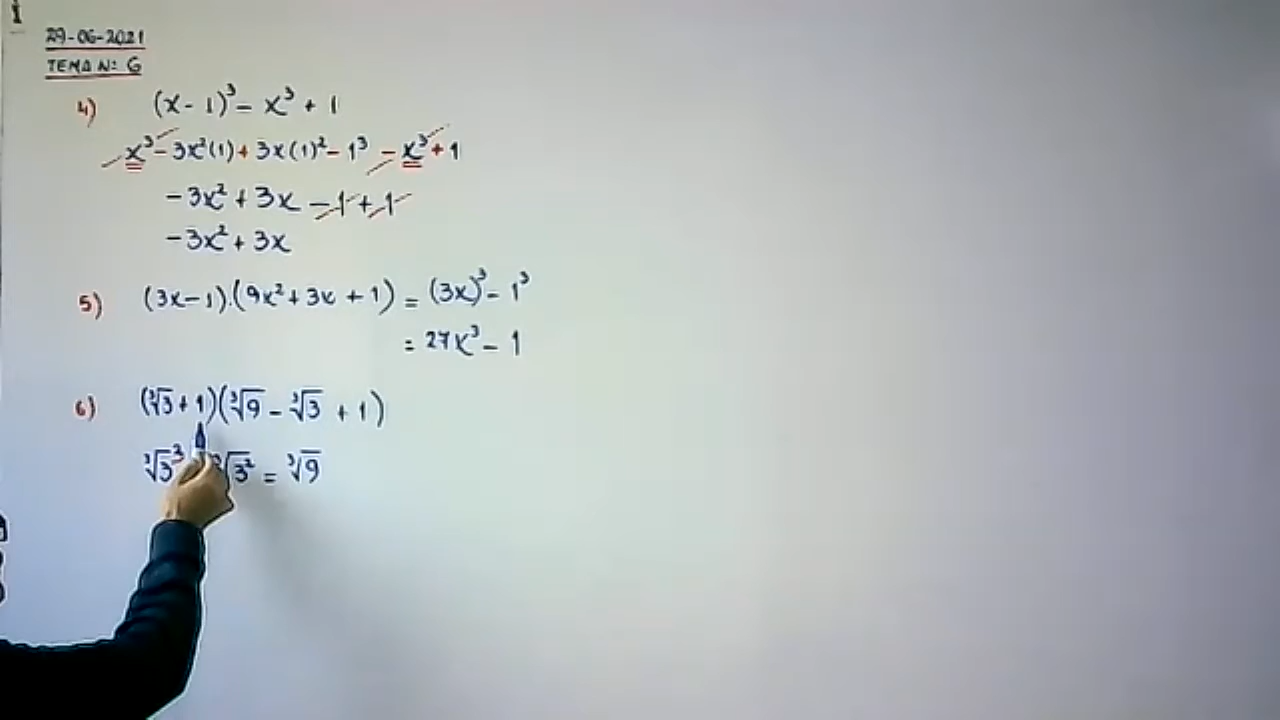 29-06-2021
TEMA N: 6
4) (x - 1)³ - x³ + 1
x³ - 3x²(1) + 3x(1)² - 1³ - x³ + 1
-3x² + 3x - 1 + 1
-3x² + 3x
5) (3x-1).(9x²+3x+1) = (3x)³ - 1³
= 27x³ - 1
6) (∛3 + 1)(∛9 - ∛3 + 1)
∛3³ ∛3² = ∛9